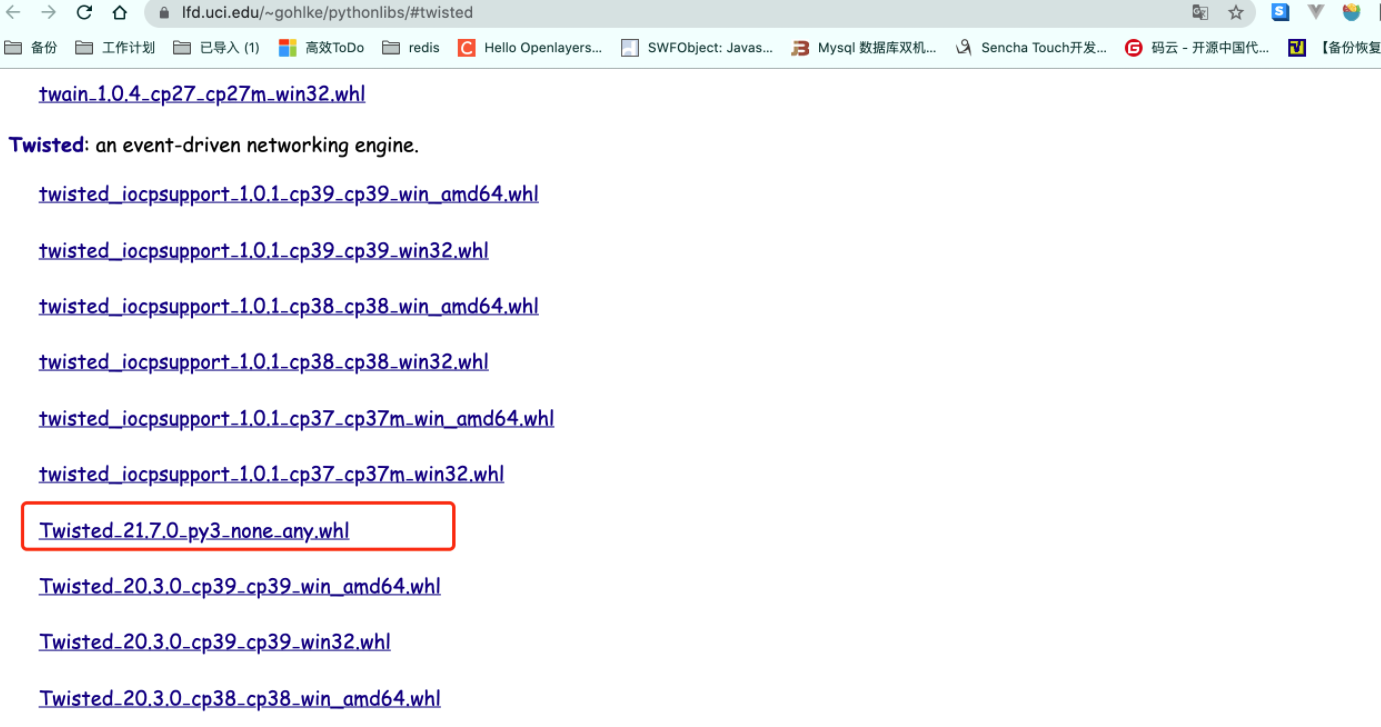 lfd.uci.edu/~gohlke/pythonlibs/#twisted
备份 工作计划 已导入 (1) 高效ToDo redis Hello Openlayers... SWFObject: Javas... Mysql 数据库双机... Sencha Touch开发... 码云 - 开源中国代... 【备份恢复
twain-1.0.4-cp27-cp27m-win32.whl
Twisted: an event-driven networking engine.
twisted_iocpsupport-1.0.1-cp39-cp39-win_amd64.whl
twisted_iocpsupport-1.0.1-cp39-cp39-win32.whl
twisted_iocpsupport-1.0.1-cp38-cp38-win_amd64.whl
twisted_iocpsupport-1.0.1-cp38-cp38-win32.whl
twisted_iocpsupport-1.0.1-cp37-cp37m-win_amd64.whl
twisted_iocpsupport-1.0.1-cp37-cp37m-win32.whl
Twisted-21.7.0-py3-none-any.whl
Twisted-20.3.0-cp39-cp39-win_amd64.whl
Twisted-20.3.0-cp39-cp39-win32.whl
Twisted-20.3.0-cp38-cp38-win_amd64.whl